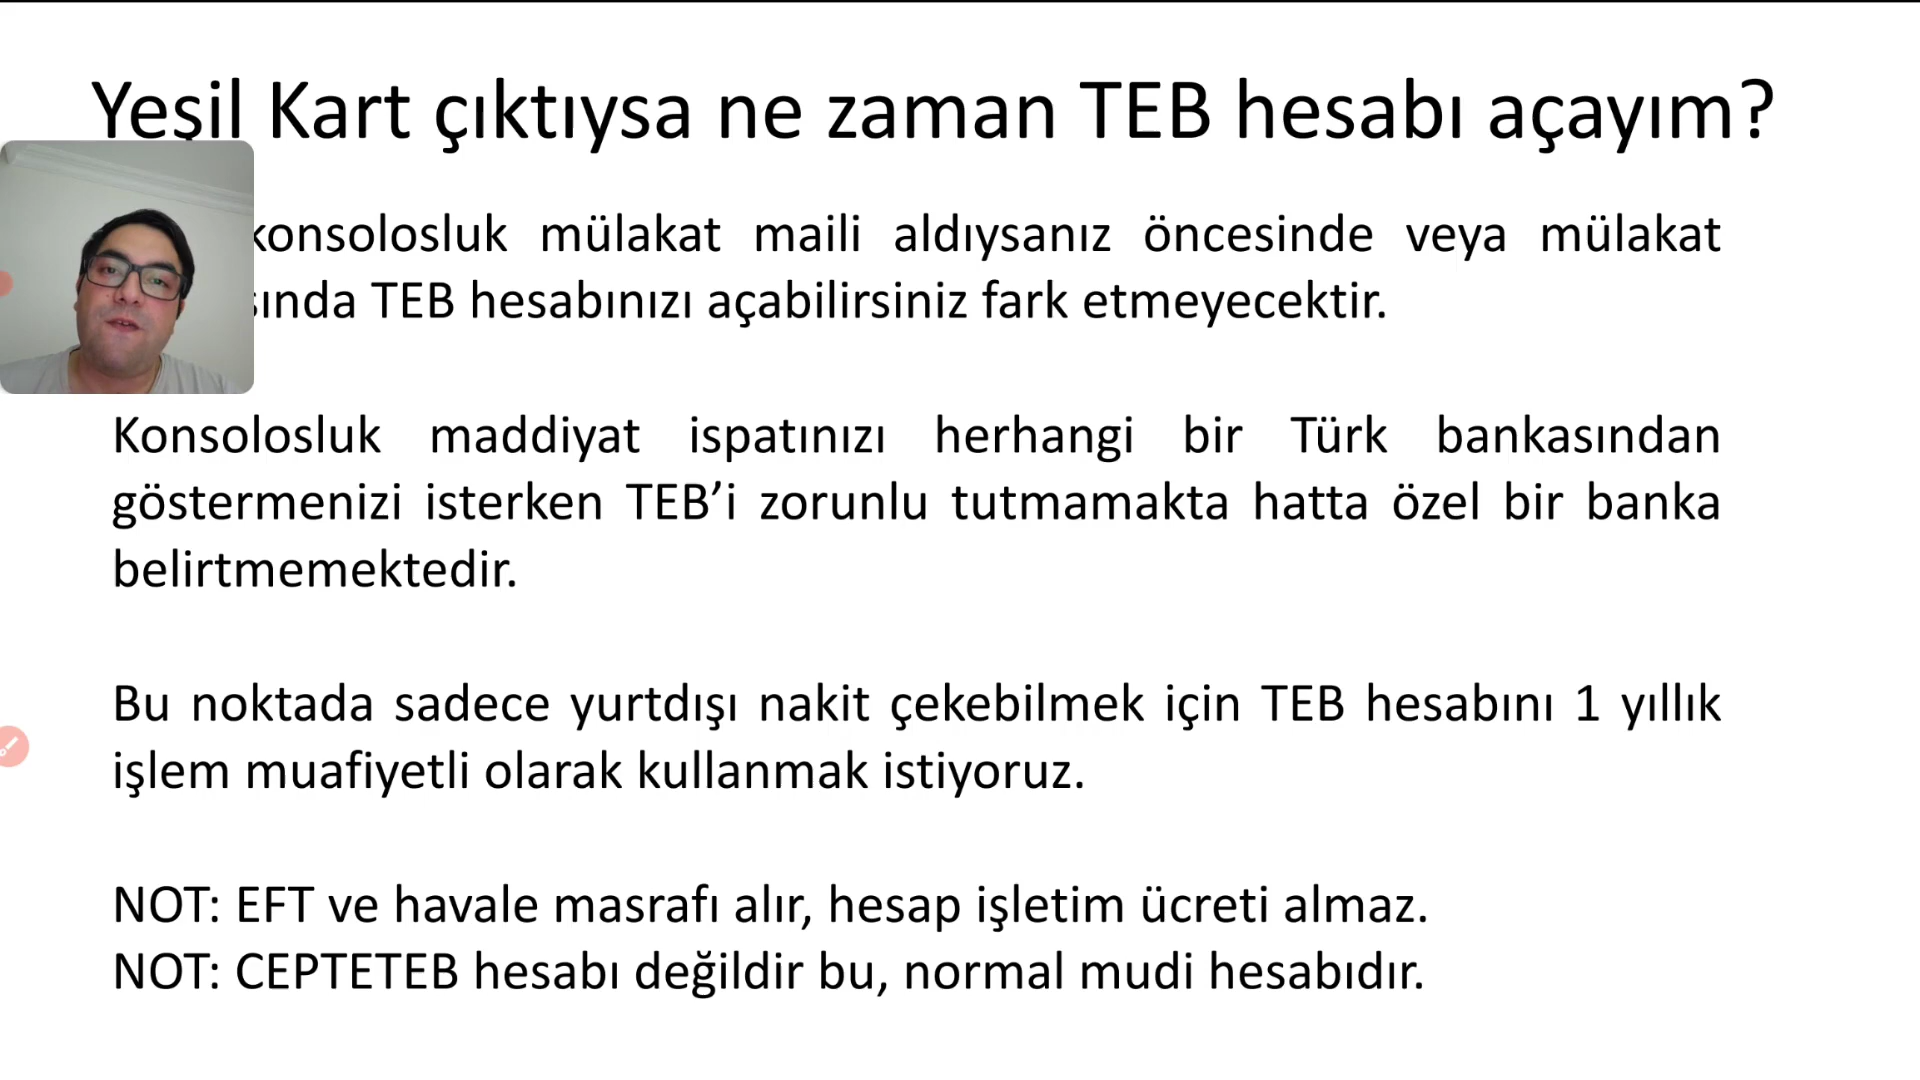 Yeşil Kart çıktıysa ne zaman TEB hesabı açayım?
konsolosluk mülakat maili aldıysanız öncesinde veya mülakat
TEB hesabınızı açabilirsiniz fark etmeyecektir.
Konsolosluk maddiyat ispatınızı herhangi bir Türk bankasından
göstermenizi isterken TEB’i zorunlu tutmamakta hatta özel bir banka
belirtmemektedir.
Bu noktada sadece yurtdışı nakit çekebilmek için TEB hesabını 1 yıllık
işlem muafiyetli olarak kullanmak istiyoruz.
NOT: EFT ve havale masrafı alır, hesap işletim ücreti almaz.
NOT: CEPTETEB hesabı değildir bu, normal mudi hesabıdır.